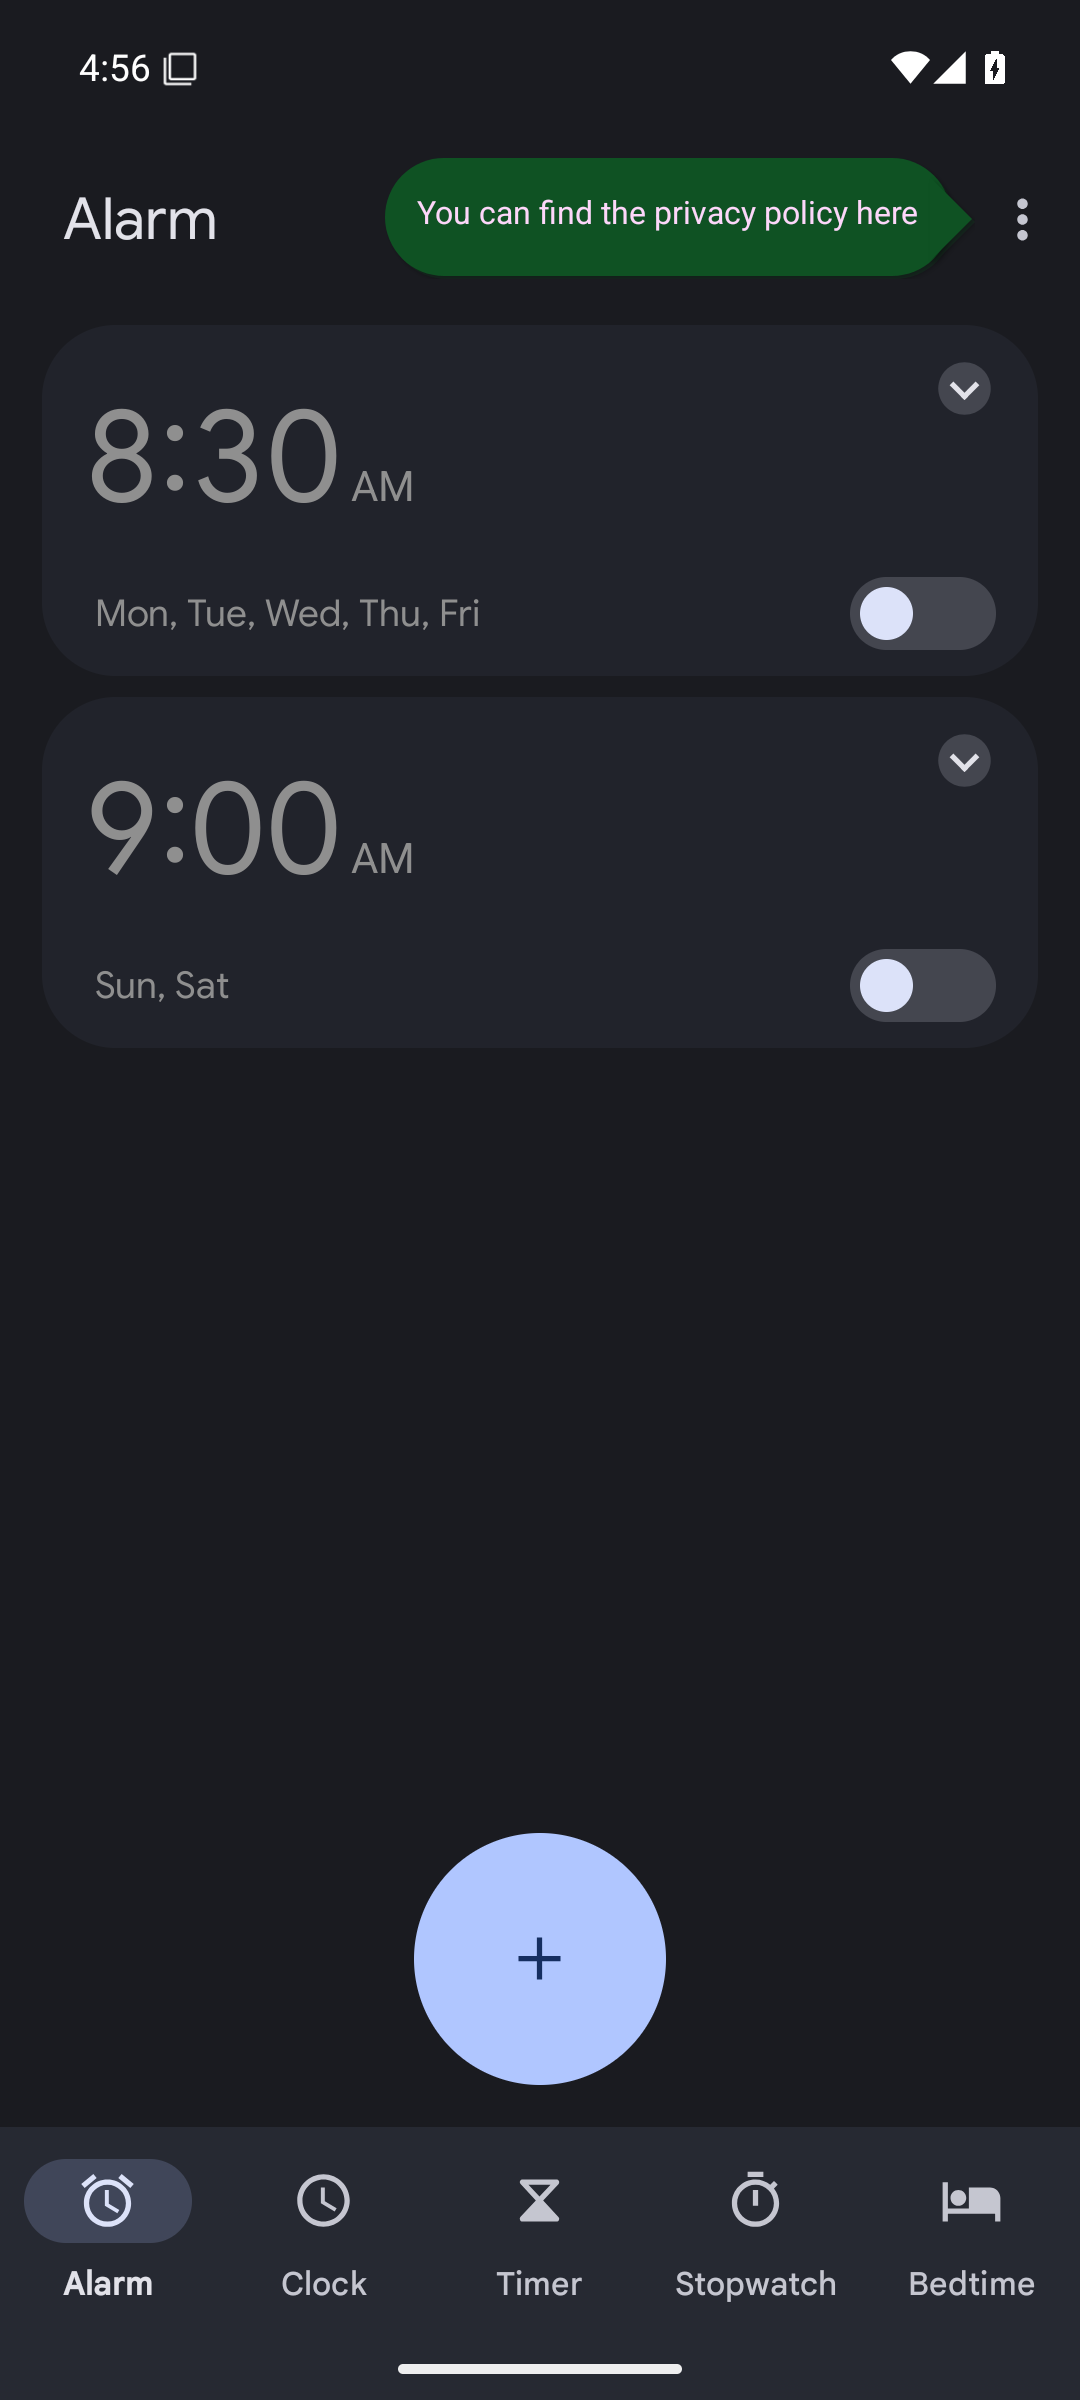 4:56
Alarm
You can find the privacy policy here
8:30 AM
Mon, Tue, Wed, Thu, Fri
9:00 AM
Sun, Sat
Alarm
Clock
Timer
Stopwatch
Bedtime